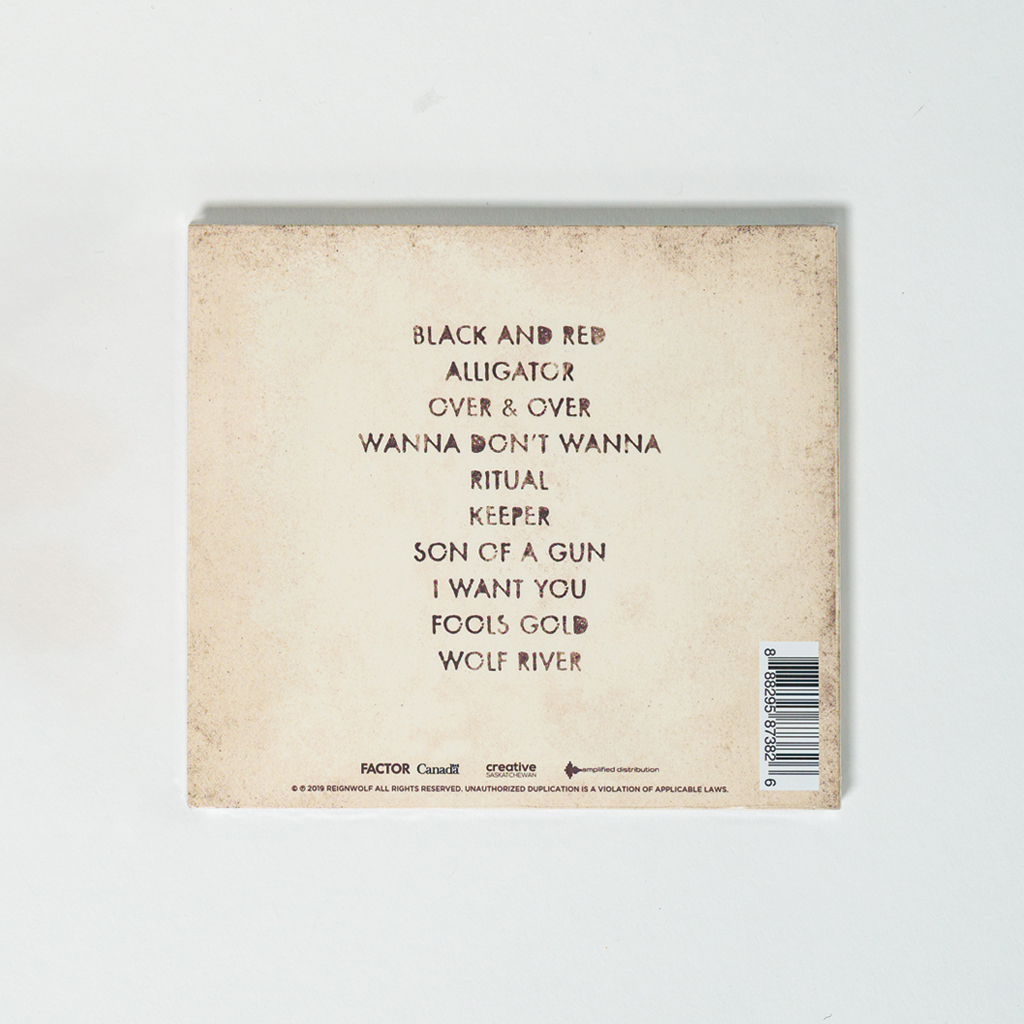 BLACK AND RED
ALLIGATOR
OVER & OVER
WANNA DON'T WANNA
RITUAL
KEEPER
SON OF A GUN
I WANT YOU
FOOLS GOLD
WOLF RIVER
8 88295 87382 6
FACTOR Canada creative SASKATCHEWAN amplified distribution
© ℗ 2019 REIGNWOLF ALL RIGHTS RESERVED. UNAUTHORIZED DUPLICATION IS A VIOLATION OF APPLICABLE LAWS.